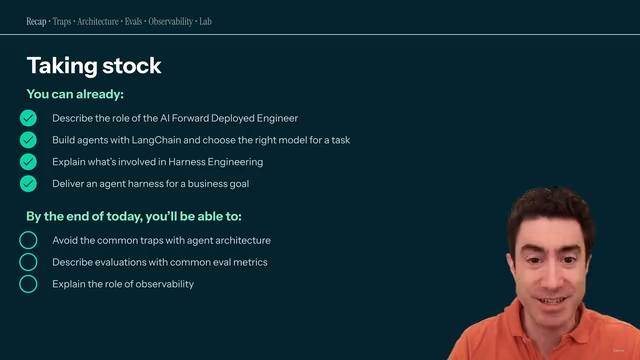 Recap • Traps • Architecture • Evals • Observability • Lab
Taking stock
You can already:
Describe the role of the AI Forward Deployed Engineer
Build agents with LangChain and choose the right model for a task
Explain what's involved in Harness Engineering
Deliver an agent harness for a business goal
By the end of today, you'll be able to:
Avoid the common traps with agent architecture
Describe evaluations with common eval metrics
Explain the role of observability